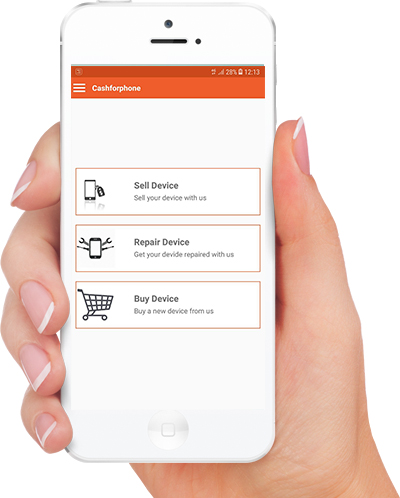 28% 12:13
Cashforphone
Sell Device
Sell your device with us
Repair Device
Get your devide repaired with us
Buy Device
Buy a new device from us